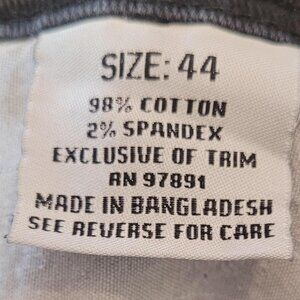 SIZE: 44
98% COTTON
2% SPANDEX
EXCLUSIVE OF TRIM
RN 97891
MADE IN BANGLADESH
SEE REVERSE FOR CARE